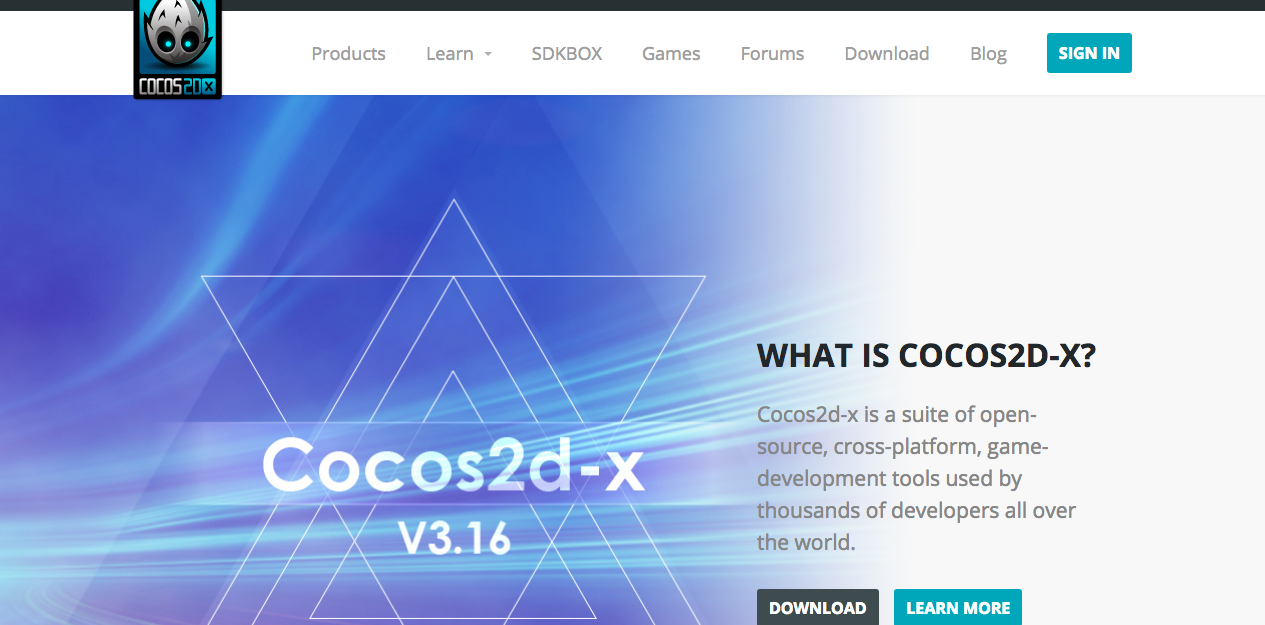 COCOS2DX
Products Learn SDKBOX Games Forums Download Blog SIGN IN
Cocos2d-x
V3.16
WHAT IS COCOS2D-X?
Cocos2d-x is a suite of open-
source, cross-platform, game-
development tools used by
thousands of developers all over
the world.
DOWNLOAD LEARN MORE